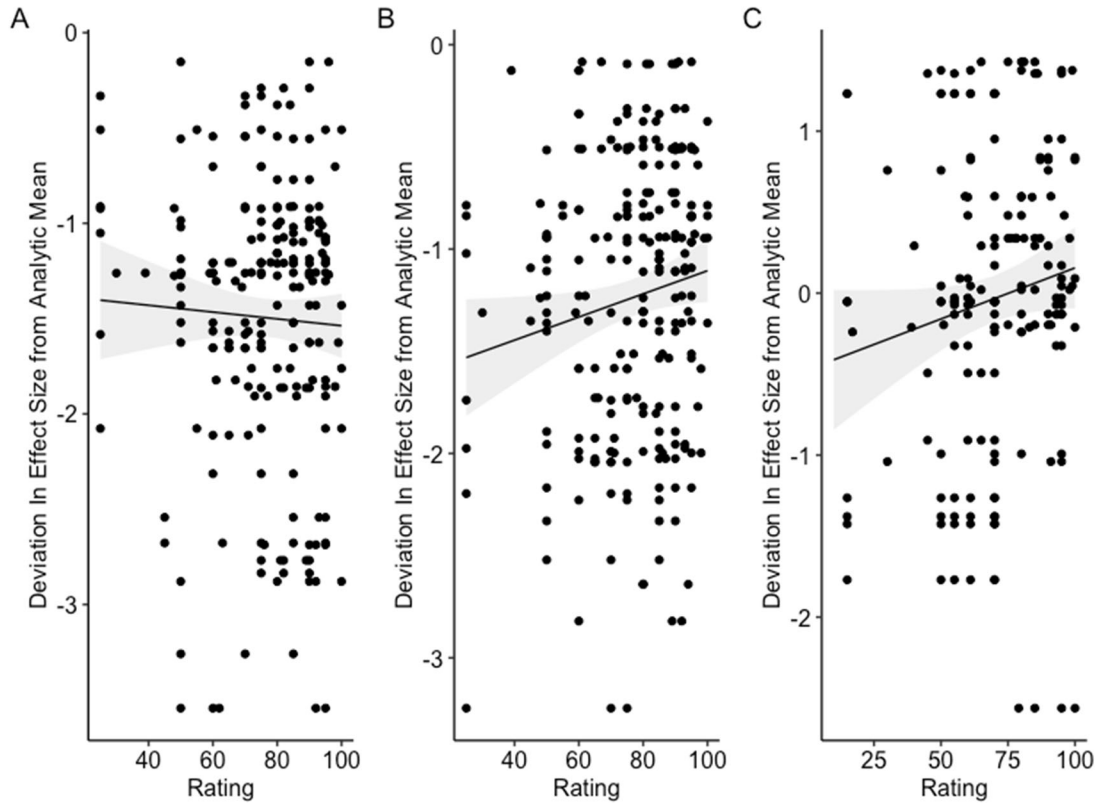 A
Deviation In Effect Size from Analytic Mean
0
-1
-2
-3
40 60 80 100
Rating
B
Deviation In Effect Size from Analytic Mean
0
-1
-2
-3
40 60 80 100
Rating
C
Deviation In Effect Size from Analytic Mean
1
0
-1
-2
25 50 75 100
Rating